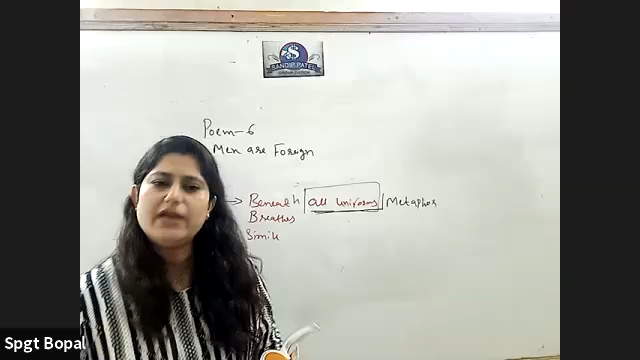 SANDIP PATEL
Poem-6
Men are Foreign
→ Beneath all uniforms / Metaphor
Breathes
Simile
Spgt Bopal